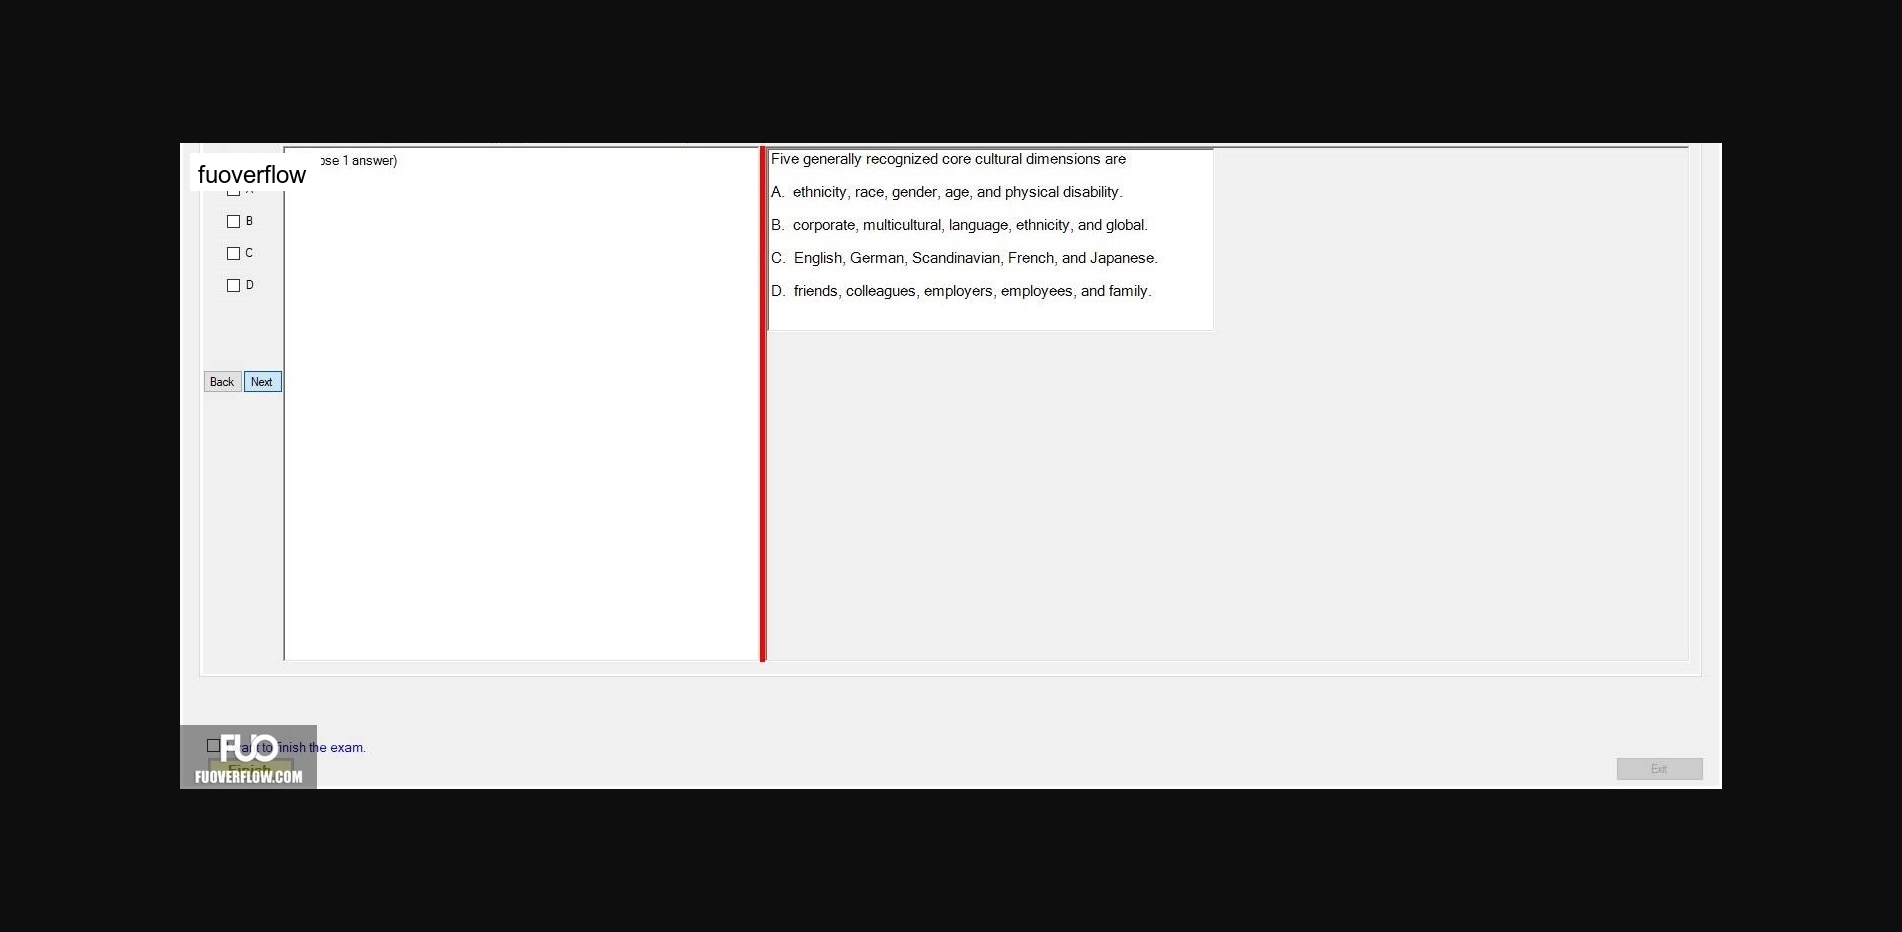 fuoverflow
ose 1 answer)
B
C
D
Back Next
Five generally recognized core cultural dimensions are
A. ethnicity, race, gender, age, and physical disability.
B. corporate, multicultural, language, ethnicity, and global.
C. English, German, Scandinavian, French, and Japanese.
D. friends, colleagues, employers, employees, and family.
to finish the exam.
FUO
Finish
FUOVERFLOW.COM
Exit